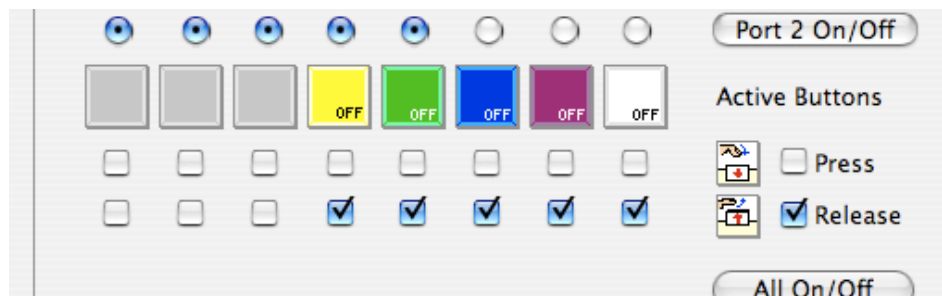 Port 2 On/Off
OFF OFF OFF OFF OFF
Active Buttons
Press
Release
All On/Off